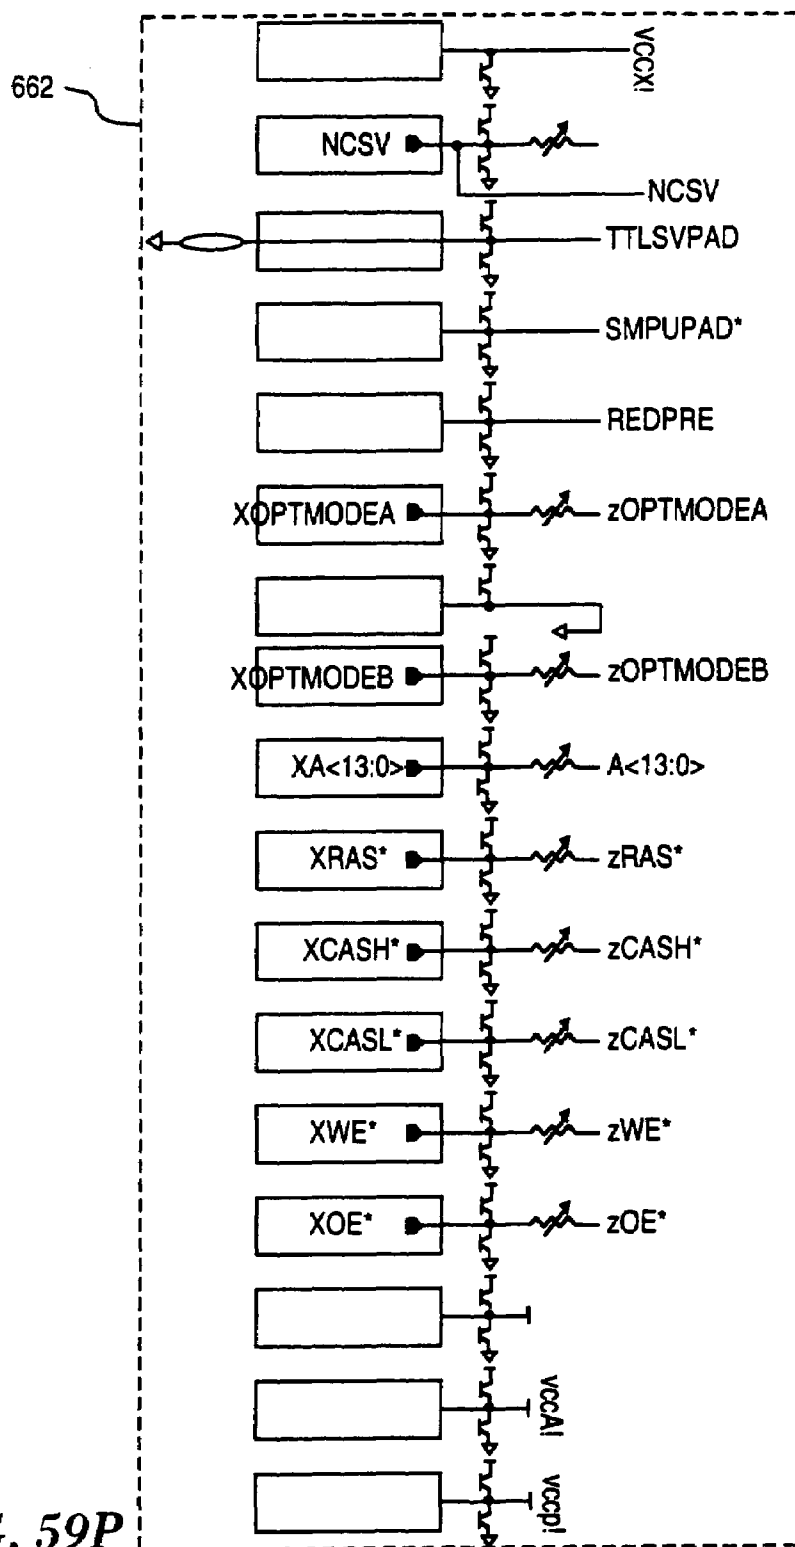 VCCX!
662
NCSV
NCSV
TTLSVPAD
SMPUPAD*
REDPRE
XOPTMODEA zOPTMODEA
XOPTMODEB zOPTMODEB
XA<13:0> A<13:0>
XRAS* zRAS*
XCASH* zCASH*
XCASL* zCASL*
XWE* zWE*
XOE* zOE*
vccA!
vccp!
. 59P